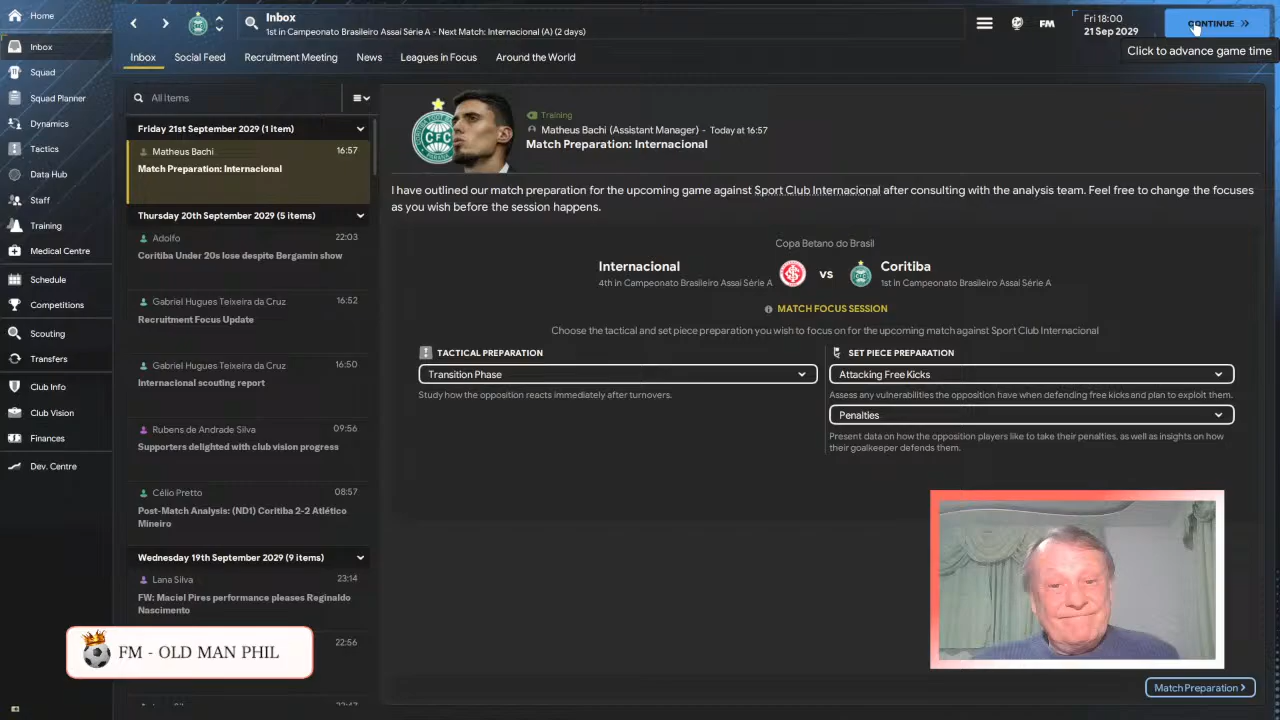 Home
Inbox
Squad
Squad Planner
Dynamics
Tactics
Data Hub
Staff
Training
Medical Centre
Schedule
Competitions
Scouting
Transfers
Club Info
Club Vision
Finances
Dev. Centre
Inbox
1st in Campeonato Brasileiro Assaí Série A - Next Match: Internacional (A) (2 days)
FM
Fri 18:00
21 Sep 2029
CONTINUE
Click to advance game time
Inbox
Social Feed
Recruitment Meeting
News
Leagues in Focus
Around the World
All Items
Friday 21st September 2029 (1 item)
Matheus Bachi 16:57
Match Preparation: Internacional
Thursday 20th September 2029 (5 items)
Adolfo 22:03
Coritiba Under 20s lose despite Bergamin show
Gabriel Hugues Teixeira da Cruz 16:52
Recruitment Focus Update
Gabriel Hugues Teixeira da Cruz 16:50
Internacional scouting report
Rubens de Andrade Silva 09:56
Supporters delighted with club vision progress
Célio Pretto 08:57
Post-Match Analysis: (ND1) Coritiba 2-2 Atlético
Mineiro
Wednesday 19th September 2029 (9 items)
Lana Silva 23:14
FW: Maciel Pires performance pleases Reginaldo
Nascimento
22:56
FM - OLD MAN PHIL
CFC
Training
Matheus Bachi (Assistant Manager) - Today at 16:57
Match Preparation: Internacional
I have outlined our match preparation for the upcoming game against Sport Club Internacional after consulting with the analysis team. Feel free to change the focuses
as you wish before the session happens.
Copa Betano do Brasil
Internacional
4th in Campeonato Brasileiro Assaí Série A
vs
Coritiba
1st in Campeonato Brasileiro Assaí Série A
MATCH FOCUS SESSION
Choose the tactical and set piece preparation you wish to focus on for the upcoming match against Sport Club Internacional
TACTICAL PREPARATION
Transition Phase
Study how the opposition reacts immediately after turnovers.
SET PIECE PREPARATION
Attacking Free Kicks
Assess any vulnerabilities the opposition have when defending free kicks and plan to exploit them.
Penalties
Present data on how the opposition players like to take their penalties, as well as insights on how
their goalkeeper defends them.
Match Preparation